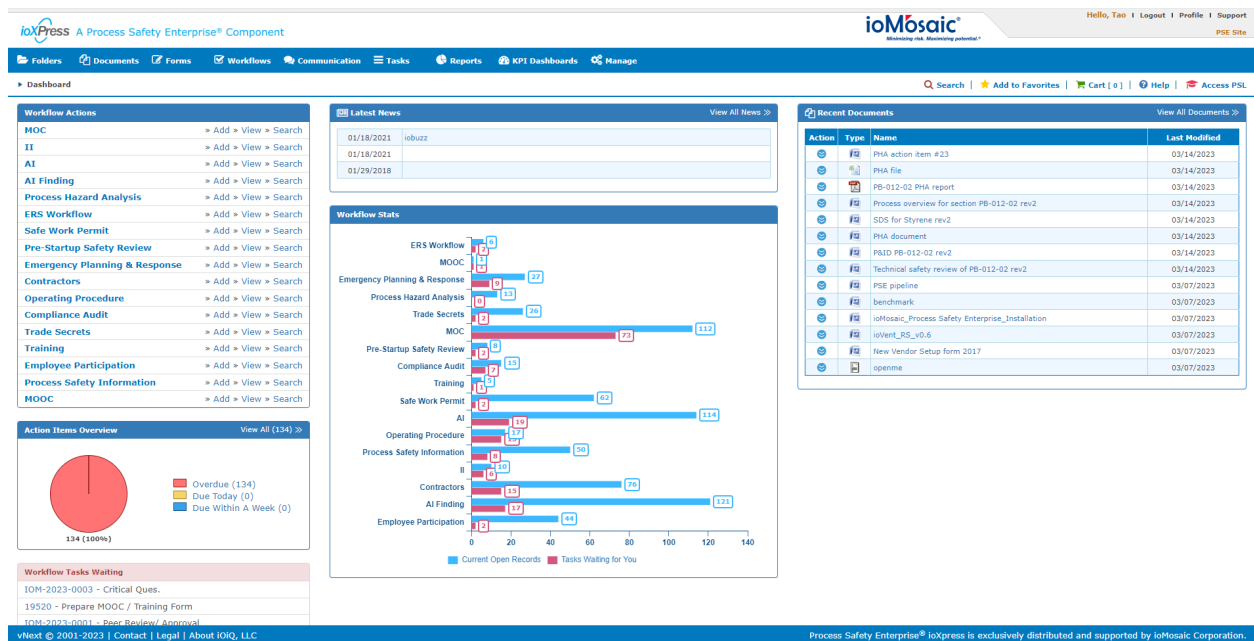 ioXPress A Process Safety Enterprise® Component
ioMosaic®
Minimizing risk. Maximizing potential.®
Hello, Tao | Logout | Profile | Support
PSE Site
Folders Documents Forms Workflows Communication Tasks Reports KPI Dashboards Manage
Dashboard
Search | Add to Favorites | Cart [ 0 ] | Help | Access PSL
Workflow Actions
MOC » Add » View » Search
II » Add » View » Search
AI » Add » View » Search
AI Finding » Add » View » Search
Process Hazard Analysis » Add » View » Search
ERS Workflow » Add » View » Search
Safe Work Permit » Add » View » Search
Pre-Startup Safety Review » Add » View » Search
Emergency Planning & Response » Add » View » Search
Contractors » Add » View » Search
Operating Procedure » Add » View » Search
Compliance Audit » Add » View » Search
Trade Secrets » Add » View » Search
Training » Add » View » Search
Employee Participation » Add » View » Search
Process Safety Information » Add » View » Search
MOOC » Add » View » Search
Action Items Overview View All (134) »
Overdue (134)
Due Today (0)
Due Within A Week (0)
134 (100%)
Workflow Tasks Waiting
IOM-2023-0003 - Critical Ques.
19520 - Prepare MOOC / Training Form
IOM-2023-0001 - Peer Review/ Approval
Latest News View All News »
01/18/2021 iobuzz
01/18/2021
01/29/2018
Workflow Stats
ERS Workflow 6 2
MOOC 1 1
Emergency Planning & Response 27 9
Process Hazard Analysis 13 0
Trade Secrets 26 2
MOC 112 73
Pre-Startup Safety Review 8 2
Compliance Audit 15 7
Training 5 1
Safe Work Permit 62 2
AI 114 19
Operating Procedure 17
Process Safety Information 50 8
II 10 6
Contractors 76 15
AI Finding 121 17
Employee Participation 44 2
0 20 40 60 80 100 120 140
Current Open Records Tasks Waiting for You
Recent Documents View All Documents »
Action Type Name Last Modified
PHA action item #23 03/14/2023
PHA file 03/14/2023
PB-012-02 PHA report 03/14/2023
Process overview for section PB-012-02 rev2 03/14/2023
SDS for Styrene rev2 03/14/2023
PHA document 03/14/2023
P&ID PB-012-02 rev2 03/14/2023
Technical safety review of PB-012-02 rev2 03/14/2023
PSE pipeline 03/07/2023
benchmark 03/07/2023
ioMosaic_Process Safety Enterprise_Installation 03/07/2023
ioVent_RS_v0.6 03/07/2023
New Vendor Setup form 2017 03/07/2023
openme 03/07/2023
vNext © 2001-2023 | Contact | Legal | About iOiQ, LLC
Process Safety Enterprise® ioXpress is exclusively distributed and supported by ioMosaic Corporation.